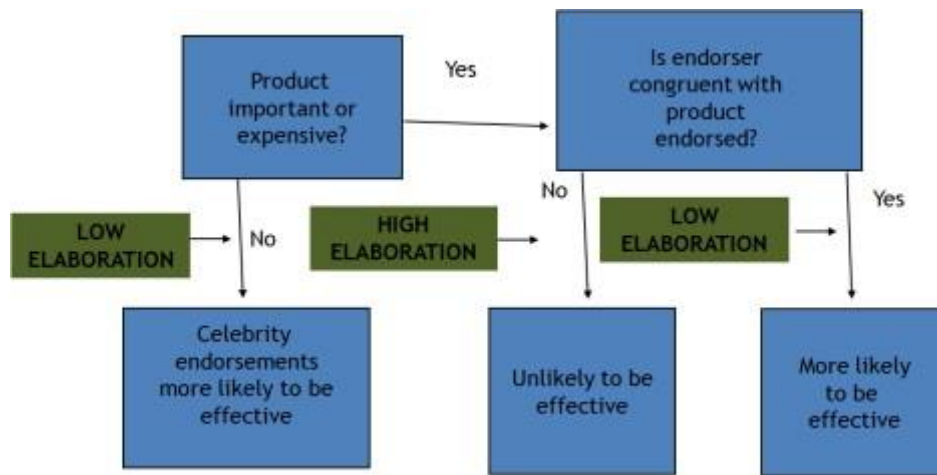 Product
important or
expensive?
Yes
Is endorser
congruent with
product
endorsed?
LOW
ELABORATION
No
HIGH
ELABORATION
No
LOW
ELABORATION
Yes
Celebrity
endorsements
more likely to be
effective
Unlikely to be
effective
More likely
to be
effective